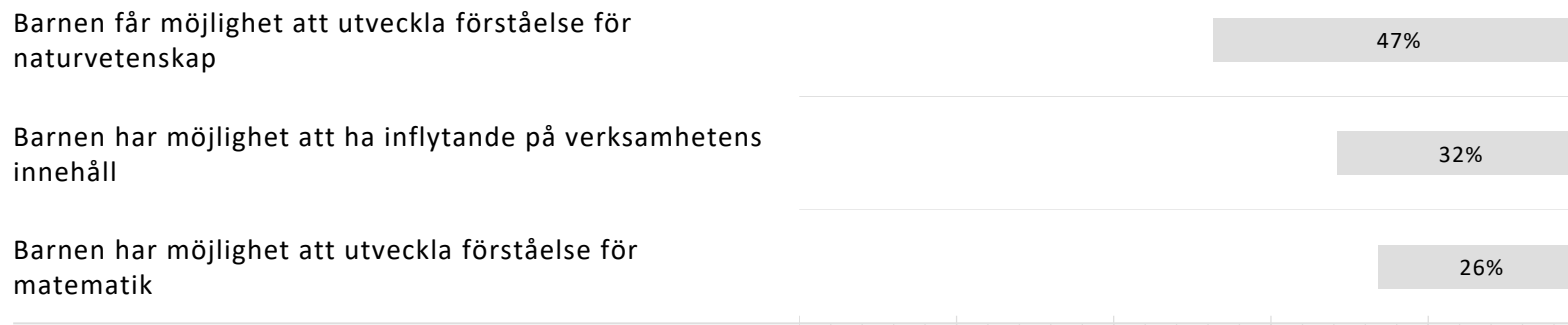 Barnen får möjlighet att utveckla förståelse för
naturvetenskap
47%
Barnen har möjlighet att ha inflytande på verksamhetens
innehåll
32%
Barnen har möjlighet att utveckla förståelse för
matematik
26%